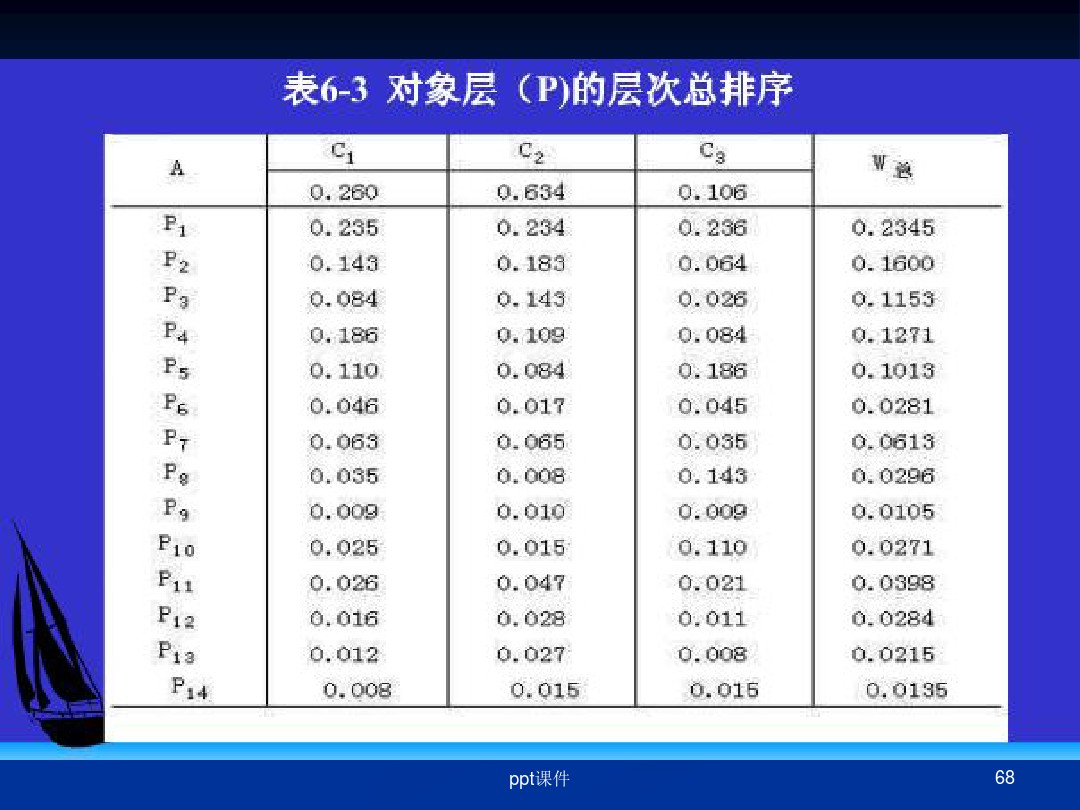 表6-3 对象层（P)的层次总排序
A C₁ C₂ C₃ W总
0.260 0.634 0.106
P₁ 0.235 0.234 0.236 0.2345
P₂ 0.143 0.183 0.064 0.1600
P₃ 0.084 0.143 0.026 0.1153
P₄ 0.186 0.109 0.084 0.1271
P₅ 0.110 0.084 0.186 0.1013
P₆ 0.046 0.017 0.045 0.0281
P₇ 0.063 0.065 0.035 0.0613
P₈ 0.035 0.008 0.143 0.0296
P₉ 0.009 0.010 0.009 0.0105
P₁₀ 0.025 0.015 0.110 0.0271
P₁₁ 0.026 0.047 0.021 0.0398
P₁₂ 0.016 0.028 0.011 0.0284
P₁₃ 0.012 0.027 0.008 0.0215
P₁₄ 0.008 0.015 0.015 0.0135
ppt课件
68